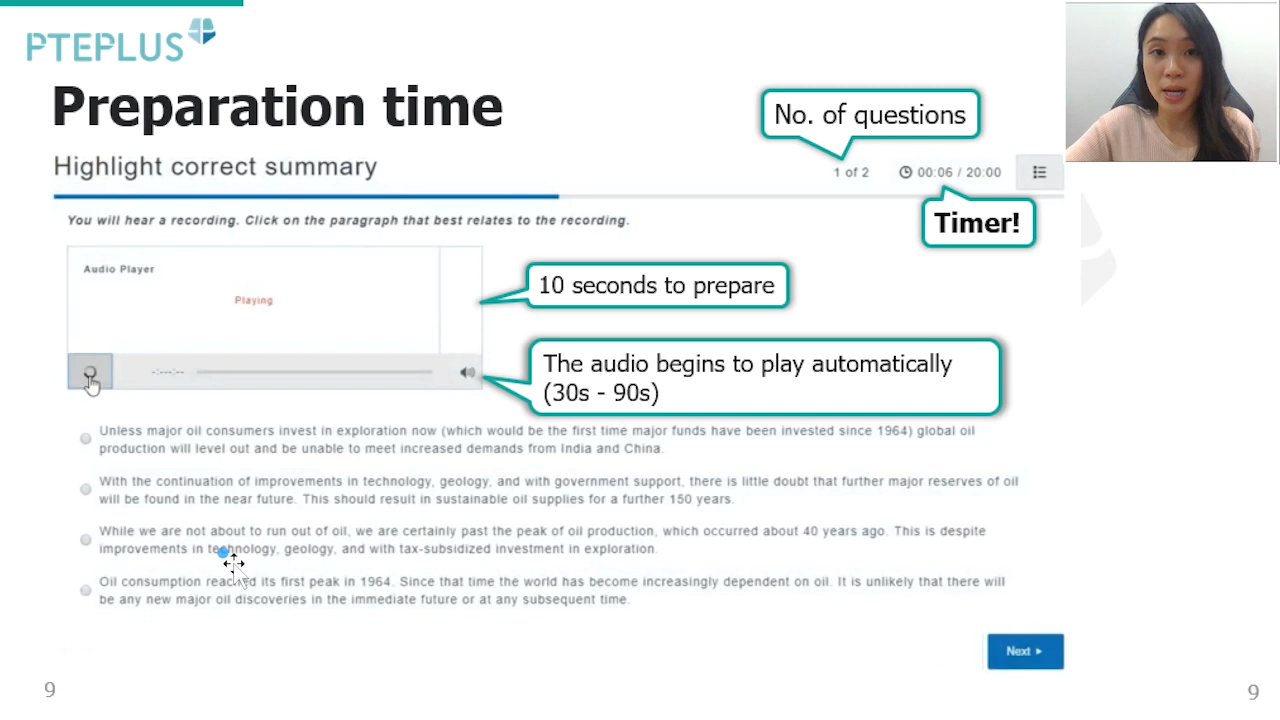 PTEPLUS
Preparation time
No. of questions
Highlight correct summary
1 of 2
00:06 / 20:00
You will hear a recording. Click on the paragraph that best relates to the recording.
Timer!
Audio Player
Playing
10 seconds to prepare
The audio begins to play automatically
(30s - 90s)
-:--:--
Unless major oil consumers invest in exploration now (which would be the first time major funds have been invested since 1964) global oil
production will level out and be unable to meet increased demands from India and China.
With the continuation of improvements in technology, geology, and with government support, there is little doubt that further major reserves of oil
will be found in the near future. This should result in sustainable oil supplies for a further 150 years.
While we are not about to run out of oil, we are certainly past the peak of oil production, which occurred about 40 years ago. This is despite
improvements in technology, geology, and with tax-subsidized investment in exploration.
Oil consumption reached its first peak in 1964. Since that time the world has become increasingly dependent on oil. It is unlikely that there will
be any new major oil discoveries in the immediate future or at any subsequent time.
Next
9
9